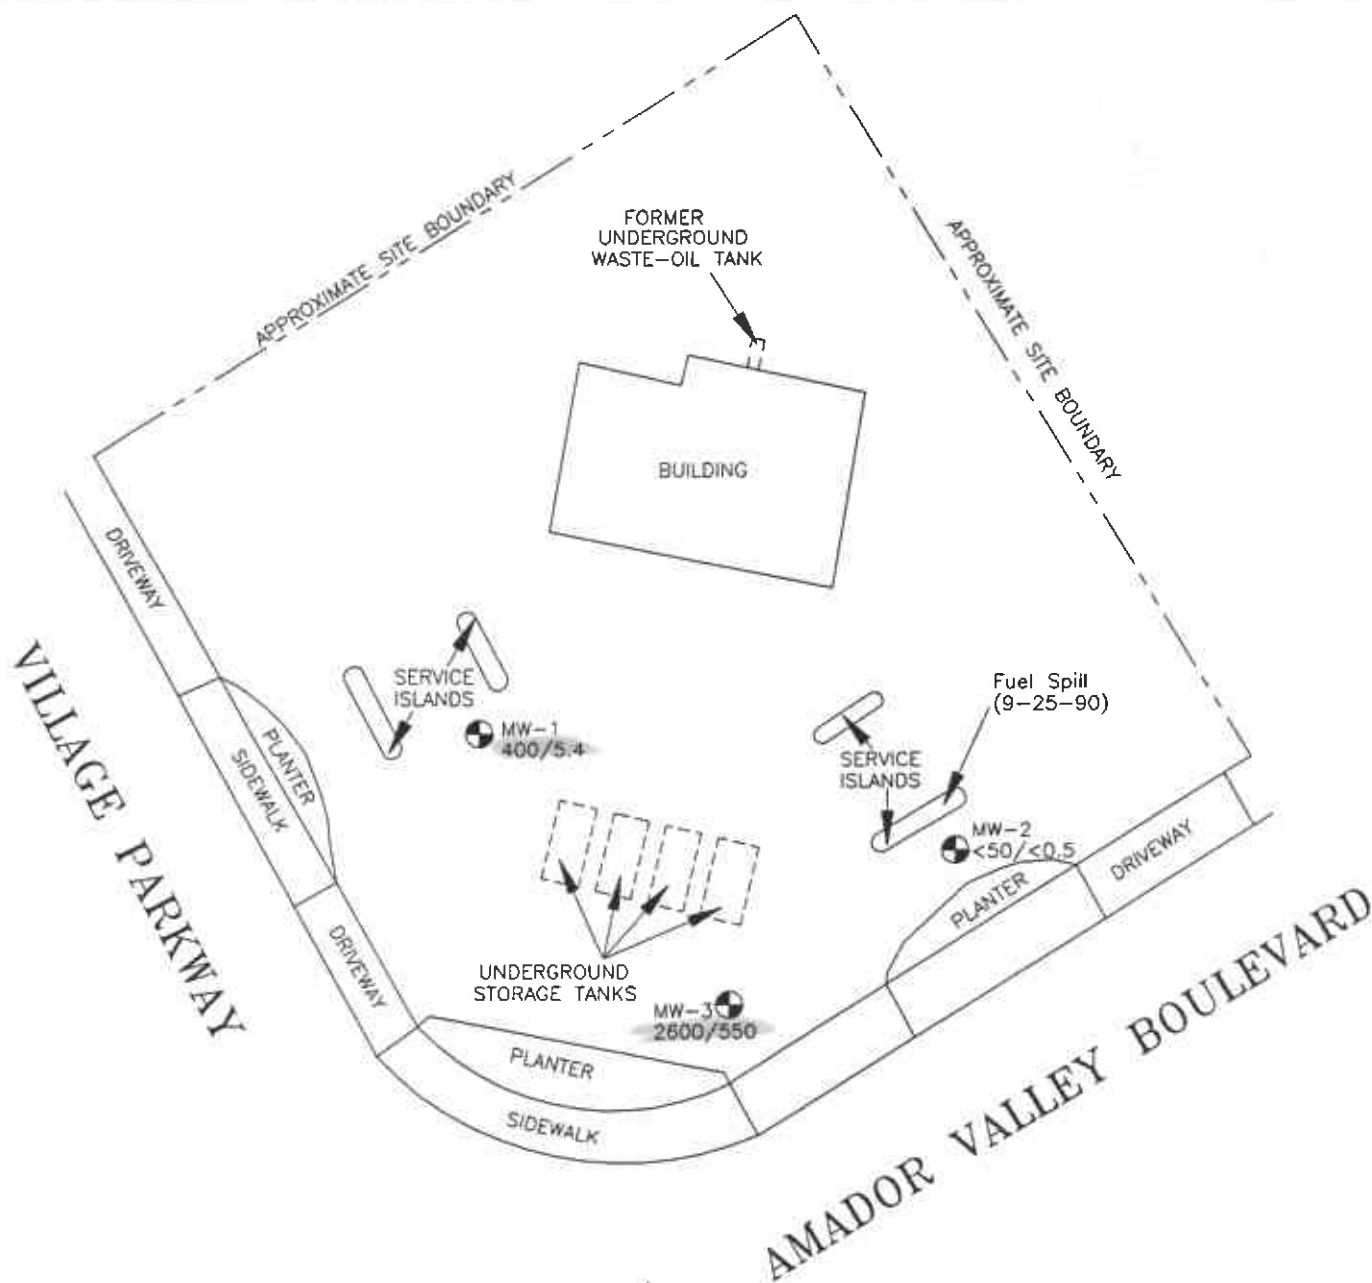 APPROXIMATE SITE BOUNDARY
FORMER
UNDERGROUND
WASTE-OIL TANK
APPROXIMATE SITE BOUNDARY
BUILDING
DRIVEWAY
VILLAGE PARKWAY
SERVICE
ISLANDS
PLANTER
SIDEWALK
MW-1
400/5.4
Fuel Spill
(9-25-90)
SERVICE
ISLANDS
MW-2
<50/<0.5
DRIVEWAY
PLANTER
DRIVEWAY
UNDERGROUND
STORAGE TANKS
MW-3
2600/550
PLANTER
SIDEWALK
AMADOR VALLEY BOULEVARD